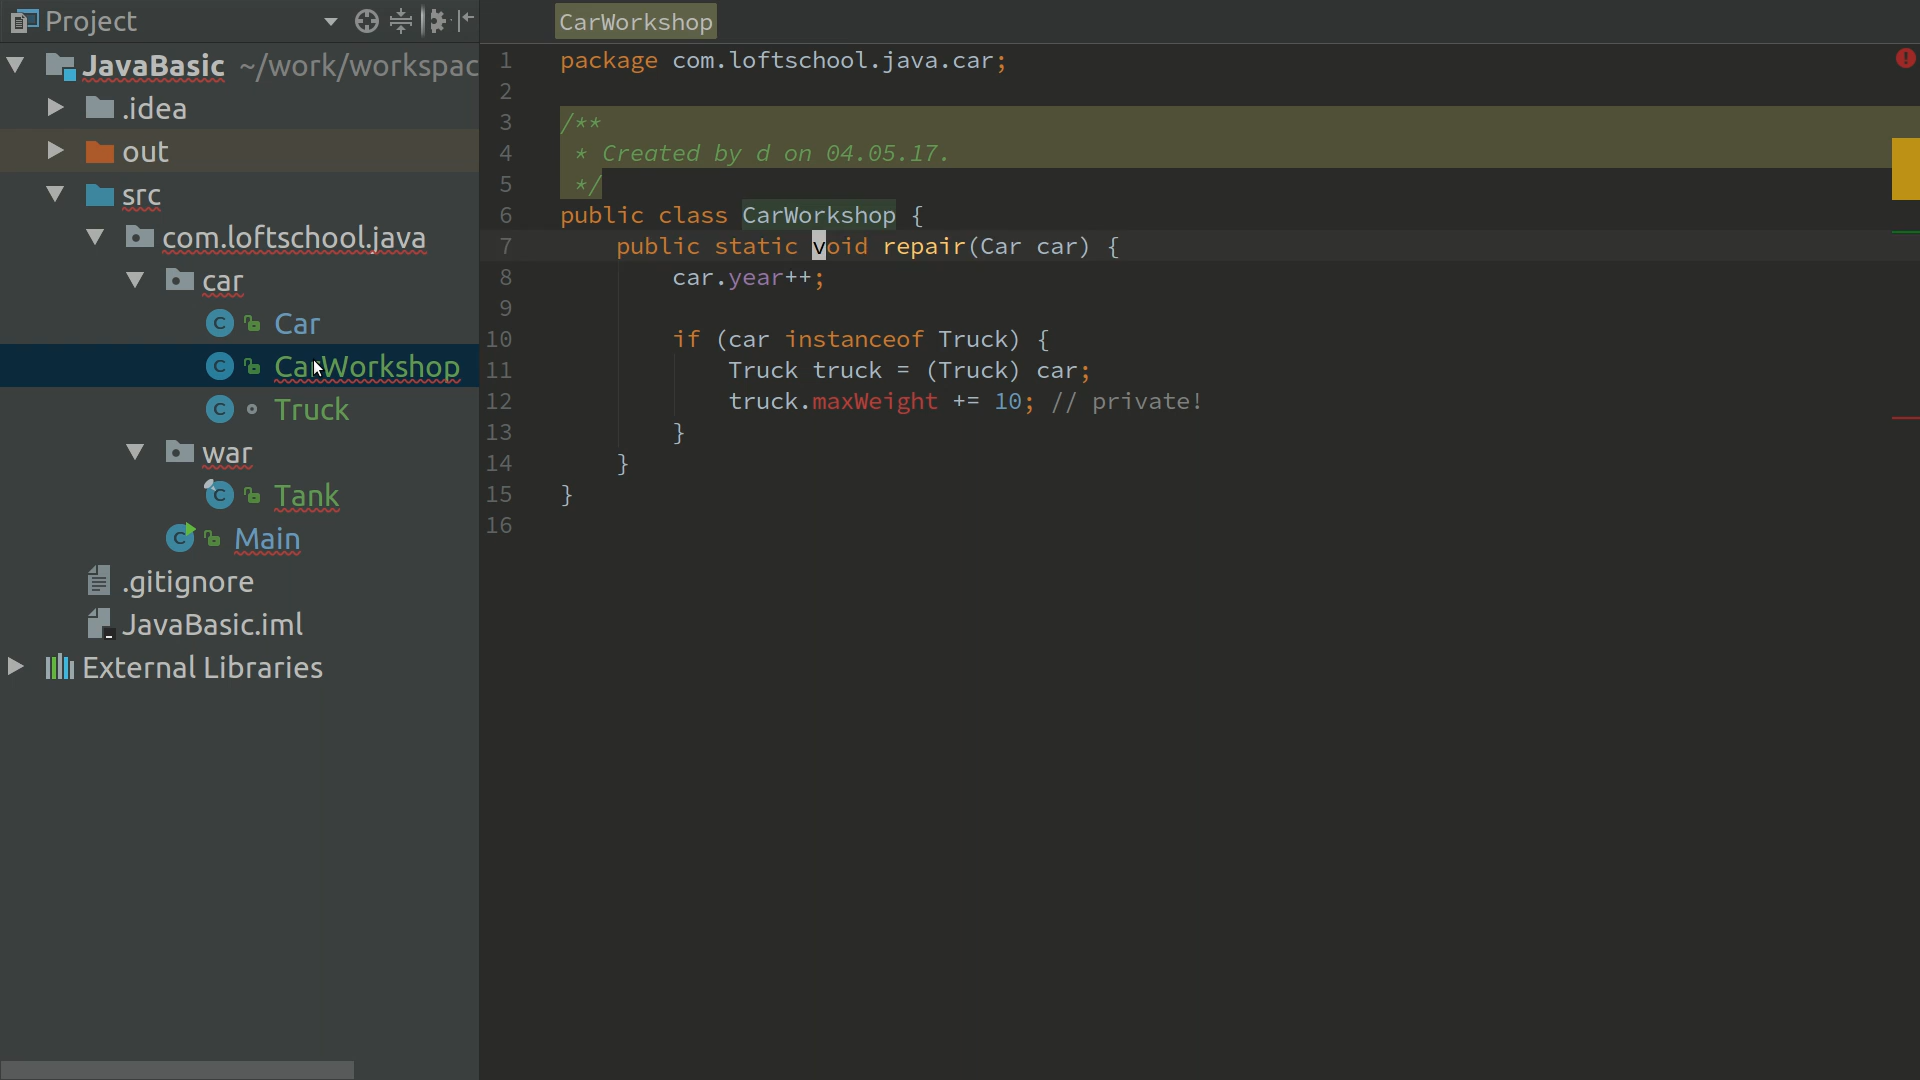 Project
JavaBasic ~/work/workspac
.idea
out
src
com.loftschool.java
car
C Car
C CarWorkshop
C Truck
war
C Tank
C Main
.gitignore
JavaBasic.iml
External Libraries
CarWorkshop
1 package com.loftschool.java.car;
2
3 /**
4 * Created by d on 04.05.17.
5 */
6 public class CarWorkshop {
7 public static void repair(Car car) {
8 car.year++;
9
10 if (car instanceof Truck) {
11 Truck truck = (Truck) car;
12 truck.maxWeight += 10; // private!
13 }
14 }
15 }
16